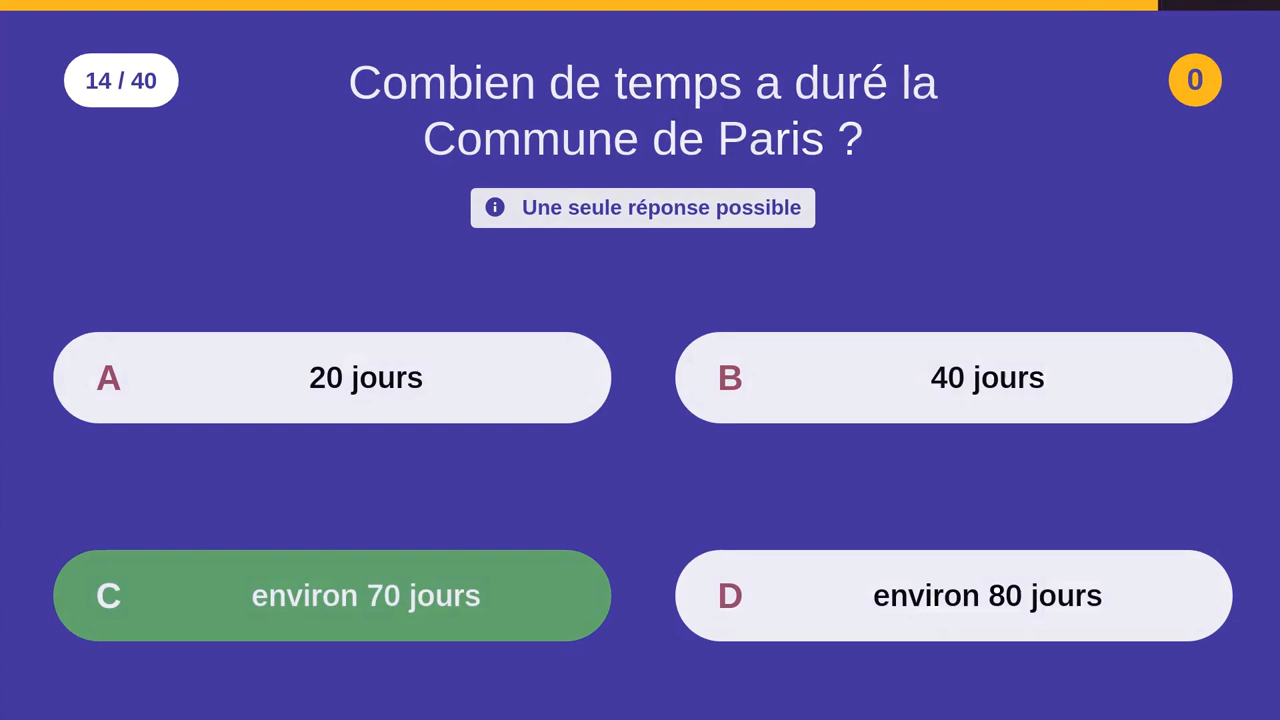 14 / 40
Combien de temps a duré la
Commune de Paris ?
0
Une seule réponse possible
A 20 jours
B 40 jours
C environ 70 jours
D environ 80 jours